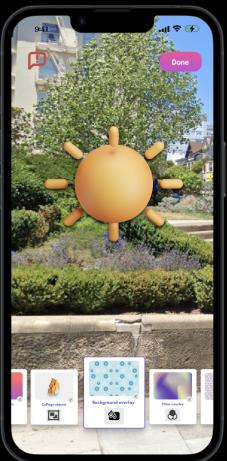 9:41
Done
Collage objects
Background overlay
Filter overlay